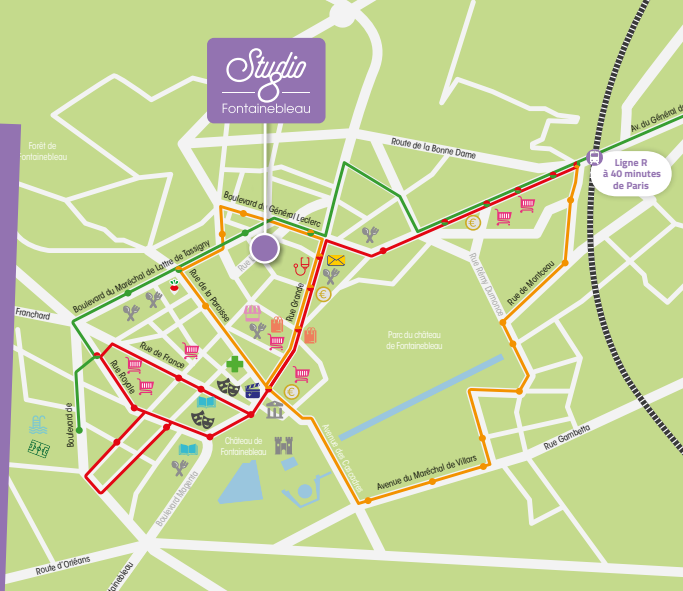 Studio
Fontainebleau
Av. du Général de
Route de la Bonne Dame
Forêt de
Fontainebleau
Ligne R
à 40 minutes
de Paris
Boulevard du Général Leclerc
Boulevard du Maréchal de Lattre de Tassigny
Rue
Rue de la Paroisse
Rue Grande
Rue Rémy Dumoncel
Rue de Montceau
Franchard
Parc du château
de Fontainebleau
Rue de France
Rue Royale
Boulevard de
Château de
Fontainebleau
Avenue des Cascades
Rue Gambetta
Avenue du Maréchal de Villars
Boulevard Magenta
Route d'Orléans
tainebleau